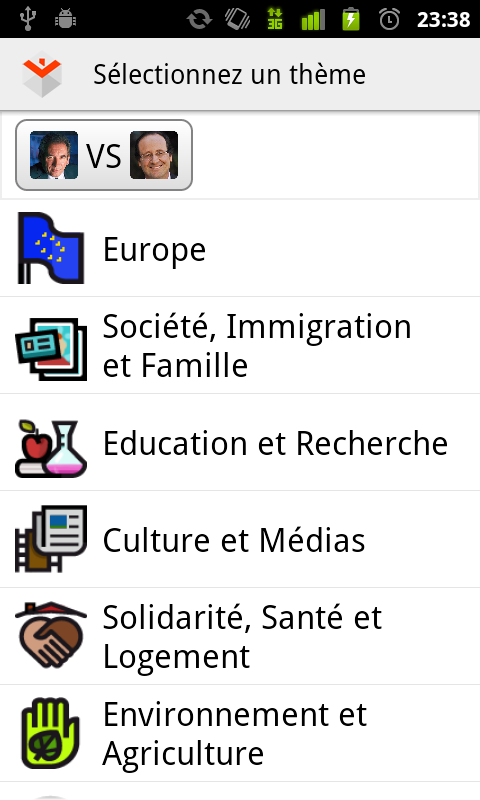 3G
23:38
Sélectionnez un thème
VS
Europe
Société, Immigration
et Famille
Education et Recherche
Culture et Médias
Solidarité, Santé et
Logement
Environnement et
Agriculture